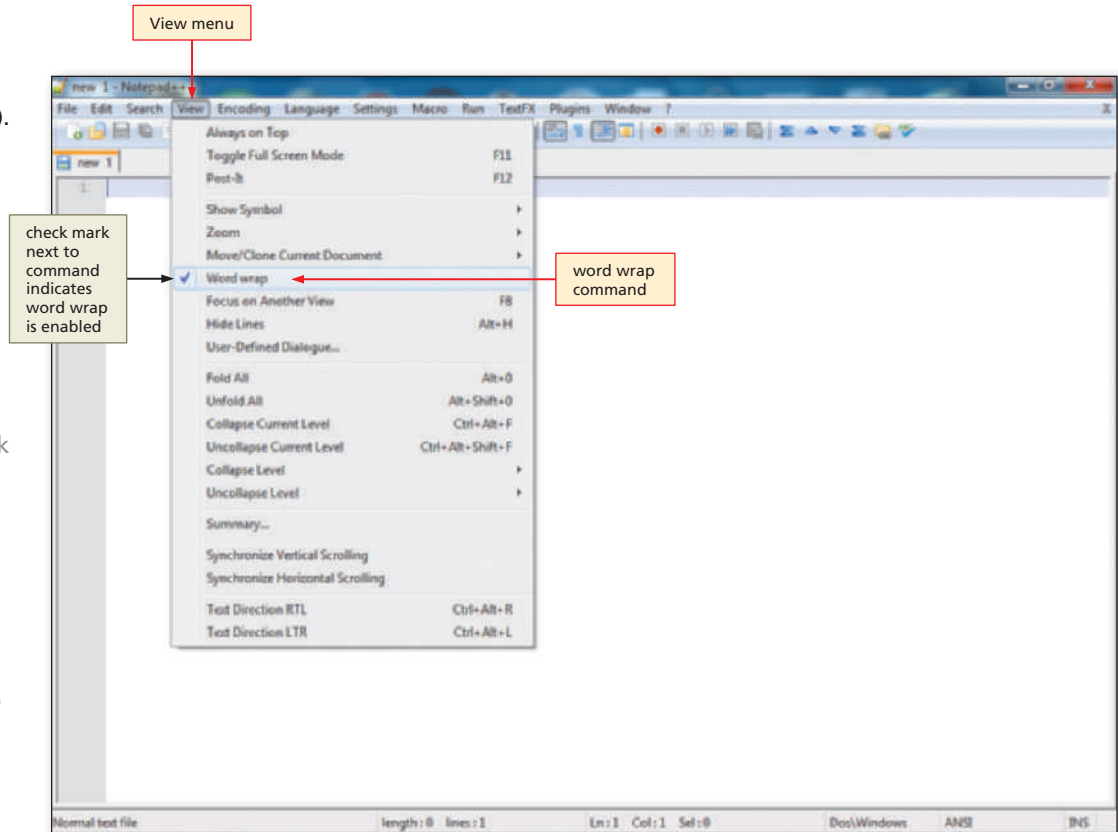 View menu
).
new 1 - Notepad++
File Edit Search View Encoding Language Settings Macro Run TextFX Plugins Window ? X
new 1
1
Always on Top
Toggle Full Screen Mode F11
Post-It F12
Show Symbol
Zoom
Move/Clone Current Document
Word wrap
Focus on Another View F8
Hide Lines Alt+H
User-Defined Dialogue...
Fold All Alt+0
Unfold All Alt+Shift+0
Collapse Current Level Ctrl+Alt+F
Uncollapse Current Level Ctrl+Alt+Shift+F
Collapse Level
Uncollapse Level
Summary...
Synchronize Vertical Scrolling
Synchronize Horizontal Scrolling
Text Direction RTL Ctrl+Alt+R
Text Direction LTR Ctrl+Alt+L
check mark
next to
command
indicates
word wrap
is enabled
word wrap
command
k
Normal text file length : 0 lines : 1 Ln : 1 Col : 1 Sel : 0 Dos\Windows ANSI INS